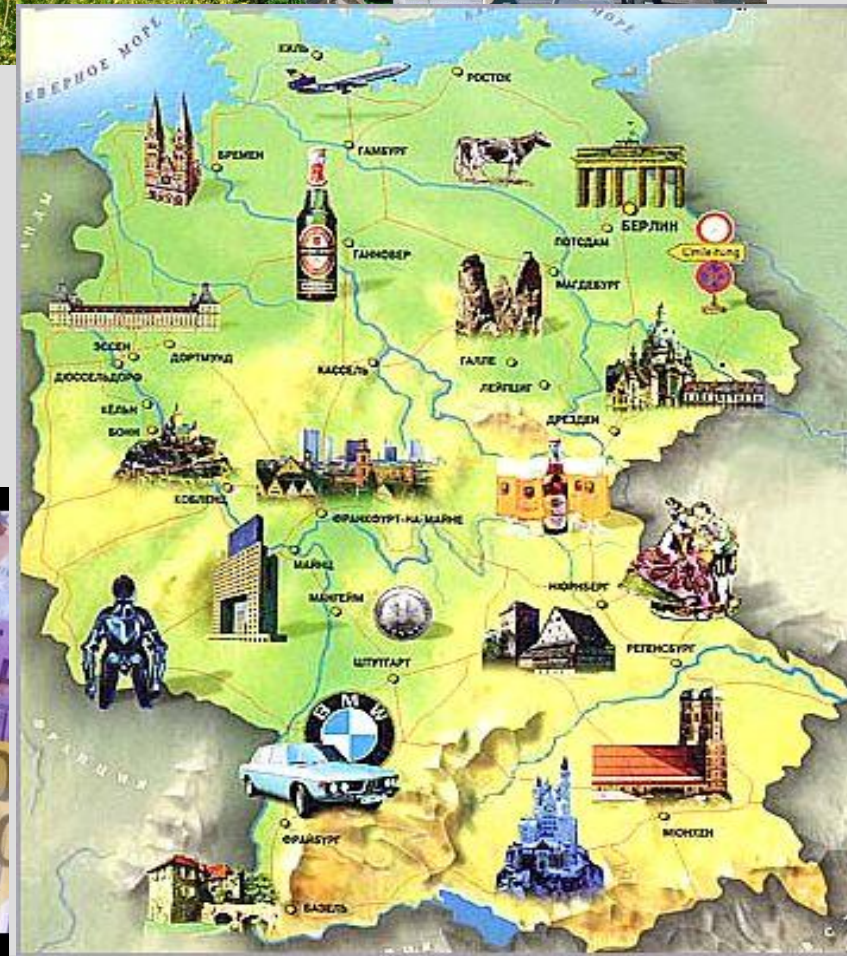 СЕВЕРНОЕ МОРЕ
МОРЕ
КИЛЬ
РОСТОК
БРЕМЕН
ГАМБУРГ
БЕРЛИН
ПОТСДАМ
Umleitung
ГАННОВЕР
МАГДЕБУРГ
ЭССЕН
ДОРТМУНД
ДЮССЕЛЬДОРФ
КАССЕЛЬ
ГАЛЛЕ
ЛЕЙПЦИГ
КЁЛЬН
БОНН
ДРЕЗДЕН
КОБЛЕНЦ
ФРАНКФУРТ-НА-МАЙНЕ
МАЙНЦ
НЮРНБЕРГ
МАНГЕЙМ
РЕГЕНСБУРГ
ШТУТГАРТ
BMW
ФРАНЦИЯ
ФРАЙБУРГ
МЮНХЕН
БАЗЕЛЬ